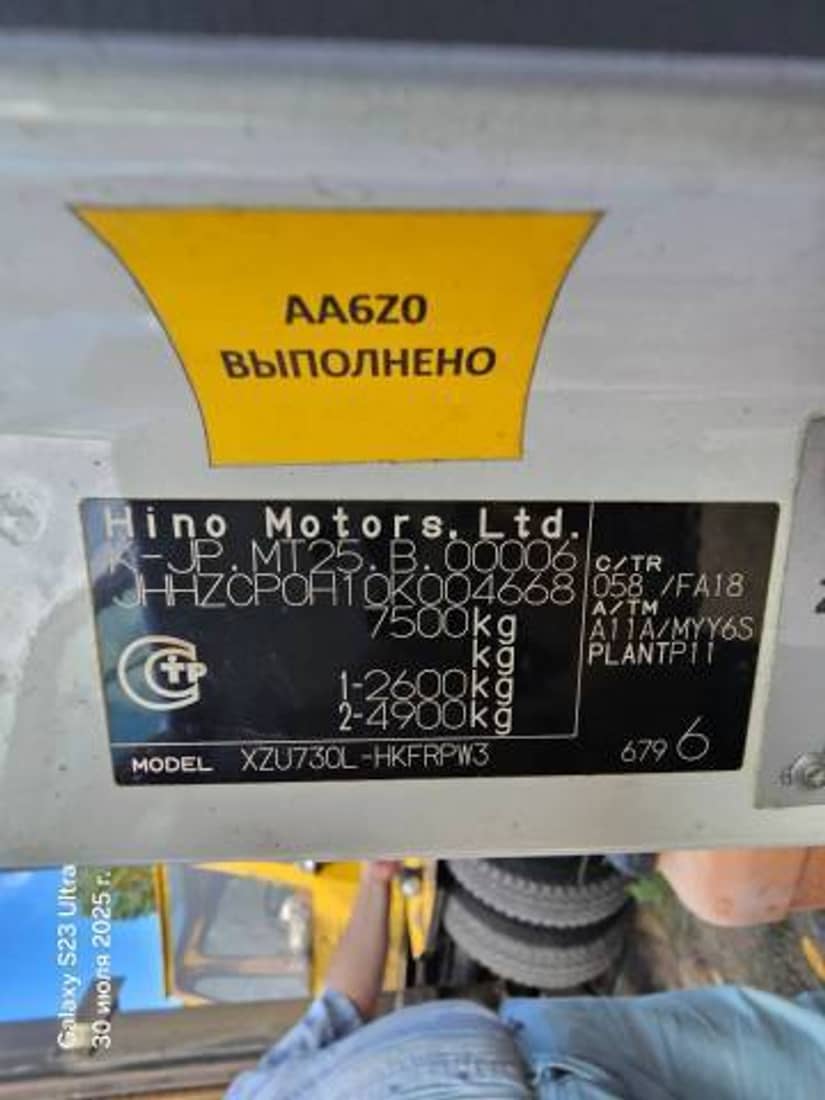 AA6Z0
ВЫПОЛНЕНО
Hino Motors, Ltd.
K-JP.MT25.B.00006
JHHZCP0H10K004668
7500kg
kg
1-2600kg
2-4900kg
C/TR
058 /FA18
A/TM
A11A/MYY6S
PLANTP11
MODEL XZU730L-HKFRPW3
679 6
Galaxy S23 Ultra
30 июля 2025 г.